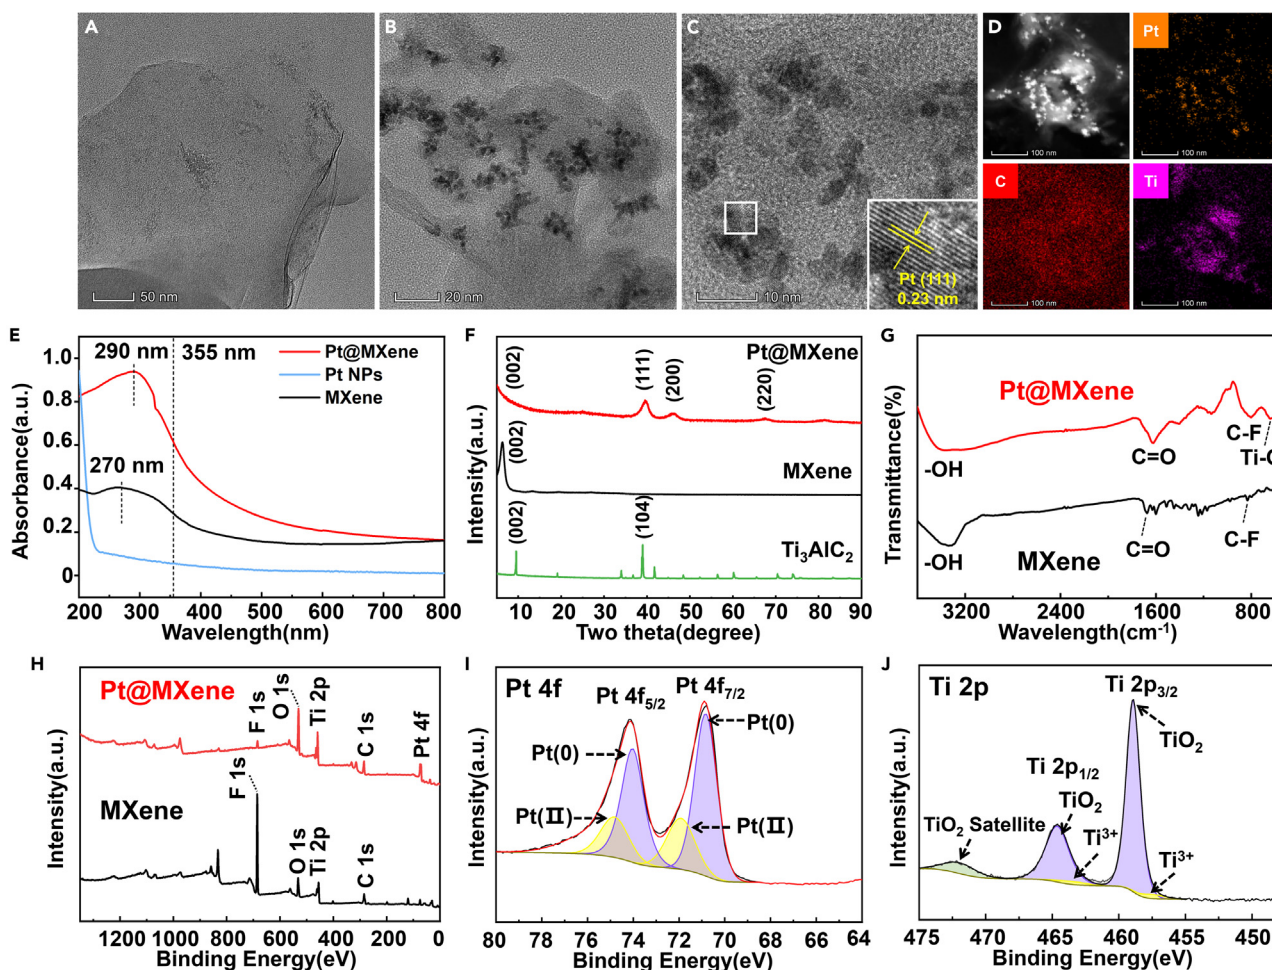 A
50 nm
B
20 nm
C
Pt (111)
0.23 nm
10 nm
D
100 nm
Pt
100 nm
C
100 nm
Ti
100 nm
E
290 nm
355 nm
Pt@MXene
Pt NPs
MXene
270 nm
Absorbance(a.u.)
1.0
0.8
0.6
0.4
0.2
0
200 300 400 500 600 700 800
Wavelength(nm)
F
Pt@MXene
(002)
(111)
(200)
(220)
MXene
(002)
Ti₃AlC₂
(002)
(104)
Intensity(a.u.)
10 20 30 40 50 60 70 80 90
Two theta(degree)
G
Pt@MXene
-OH
C=O
C-F
MXene
-OH
C=O
C-F
Transmittance(%)
3200 2400 1600 800
Wavelength(cm⁻¹)
H
Pt@MXene
F 1s
O 1s
Ti 2p
C 1s
Pt 4f
MXene
F 1s
O 1s
Ti 2p
C 1s
Intensity(a.u.)
1200 1000 800 600 400 200 0
Binding Energy(eV)
I
Pt 4f
Pt 4f₅/₂
Pt 4f₇/₂
Pt(0)
Pt(0)
Pt(Ⅱ)
Pt(Ⅱ)
Intensity(a.u.)
80 78 76 74 72 70 68 66 64
Binding Energy(eV)
J
Ti 2p
Ti 2p₃/₂
TiO₂
Ti 2p₁/₂
TiO₂
TiO₂ Satellite
Ti³⁺
Ti³⁺
Intensity(a.u.)
475 470 465 460 455 450
Binding Energy(eV)